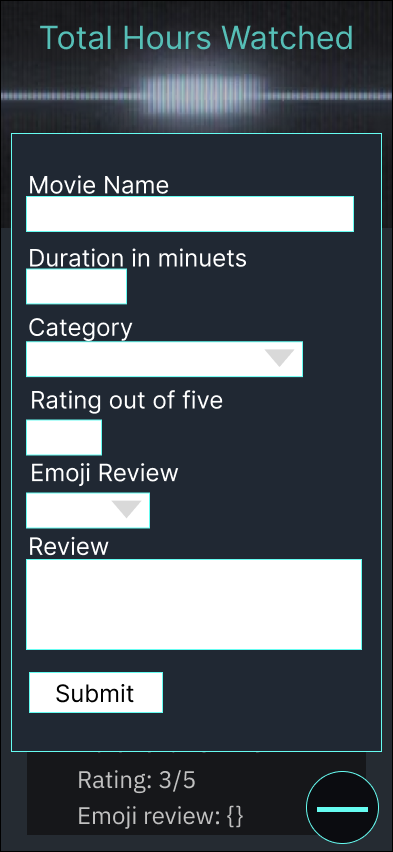 Total Hours Watched
Movie Name
Duration in minuets
Category
Rating out of five
Emoji Review
Review
Submit
Rating: 3/5
Emoji review: {}